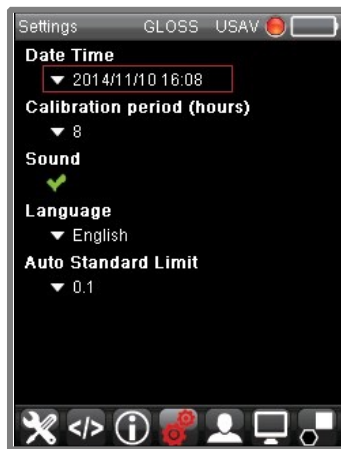 Settings GLOSS USAV
Date Time
2014/11/10 16:08
Calibration period (hours)
8
Sound
Language
English
Auto Standard Limit
0.1